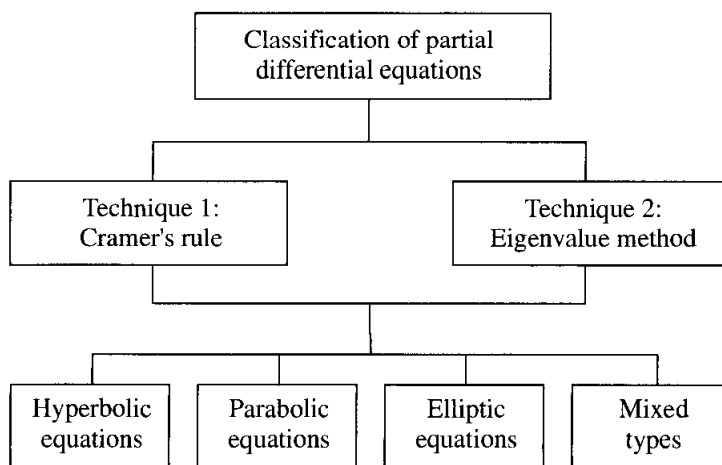 Classification of partial
differential equations
Technique 1:
Cramer's rule
Technique 2:
Eigenvalue method
Hyperbolic
equations
Parabolic
equations
Elliptic
equations
Mixed
types